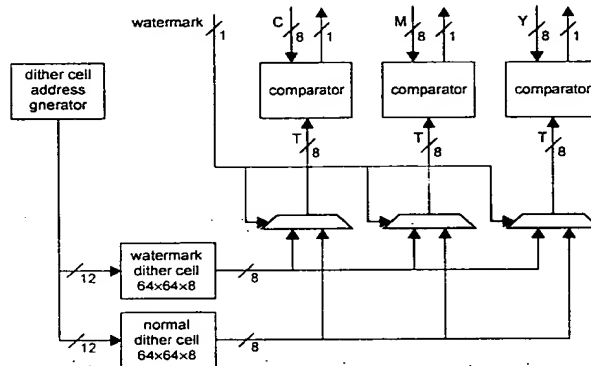 watermark
1
C
8
1
M
8
1
Y
8
1
dither cell
address
gnerator
comparator
comparator
comparator
T
8
T
8
T
8
12
watermark
dither cell
64×64×8
8
12
normal
dither cell
64×64×8
8